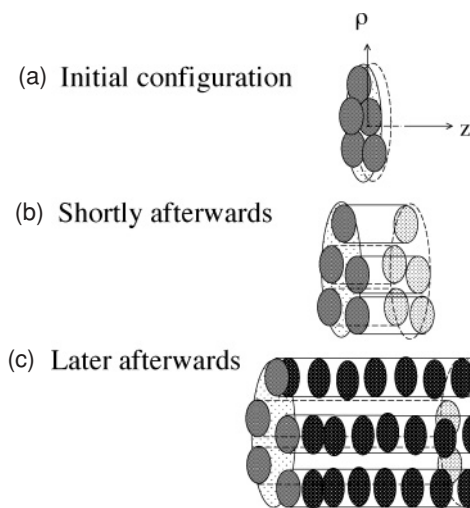 ρ
(a) Initial configuration
z
(b) Shortly afterwards
(c) Later afterwards